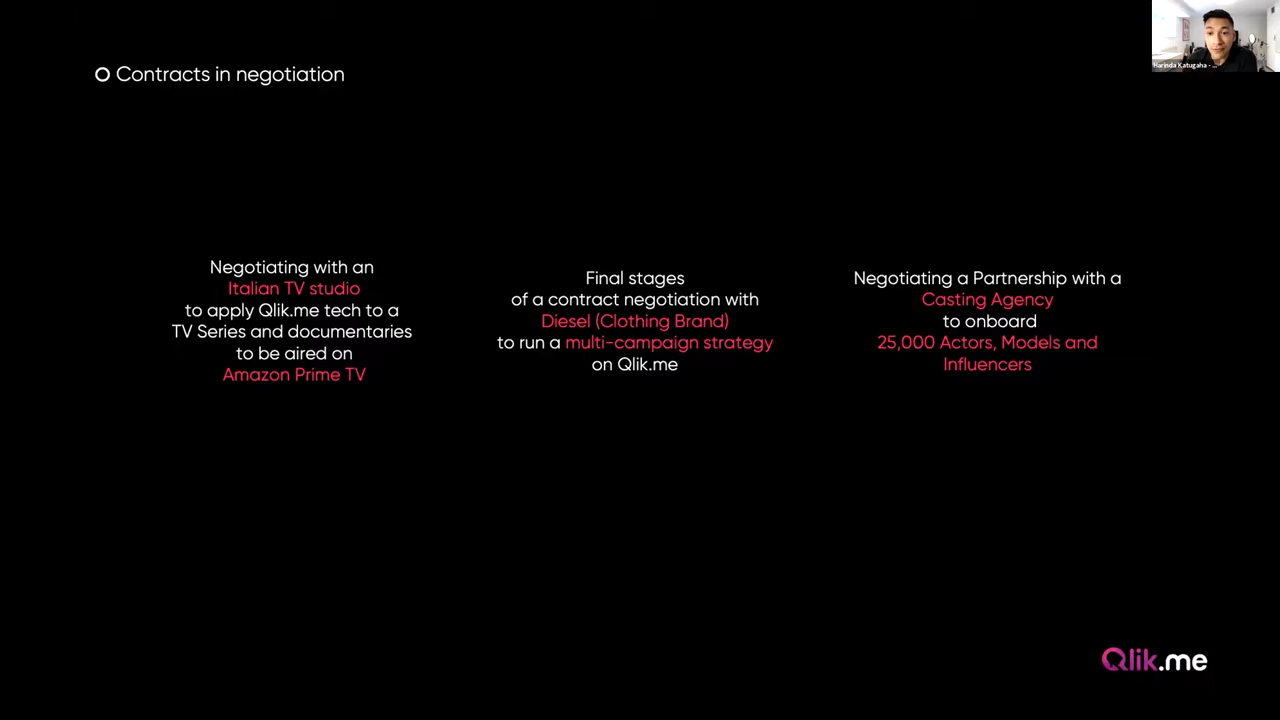 Contracts in negotiation
Harinda Katugaha - ...
Negotiating with an
Italian TV studio
to apply Qlik.me tech to a
TV Series and documentaries
to be aired on
Amazon Prime TV
Final stages
of a contract negotiation with
Diesel (Clothing Brand)
to run a multi-campaign strategy
on Qlik.me
Negotiating a Partnership with a
Casting Agency
to onboard
25,000 Actors, Models and
Influencers
Qlik.me